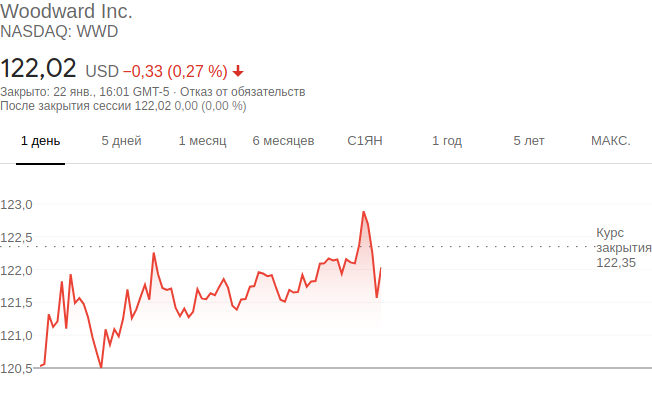 Woodward Inc.
NASDAQ: WWD
122,02 USD −0,33 (0,27 %)
Закрыто: 22 янв., 16:01 GMT-5 · Отказ от обязательств
После закрытия сессии 122,02 0,00 (0,00 %)
1 день 5 дней 1 месяц 6 месяцев С1ЯН 1 год 5 лет МАКС.
123,0
122,5
122,0
121,5
121,0
120,5
Курс
закрытия
122,35